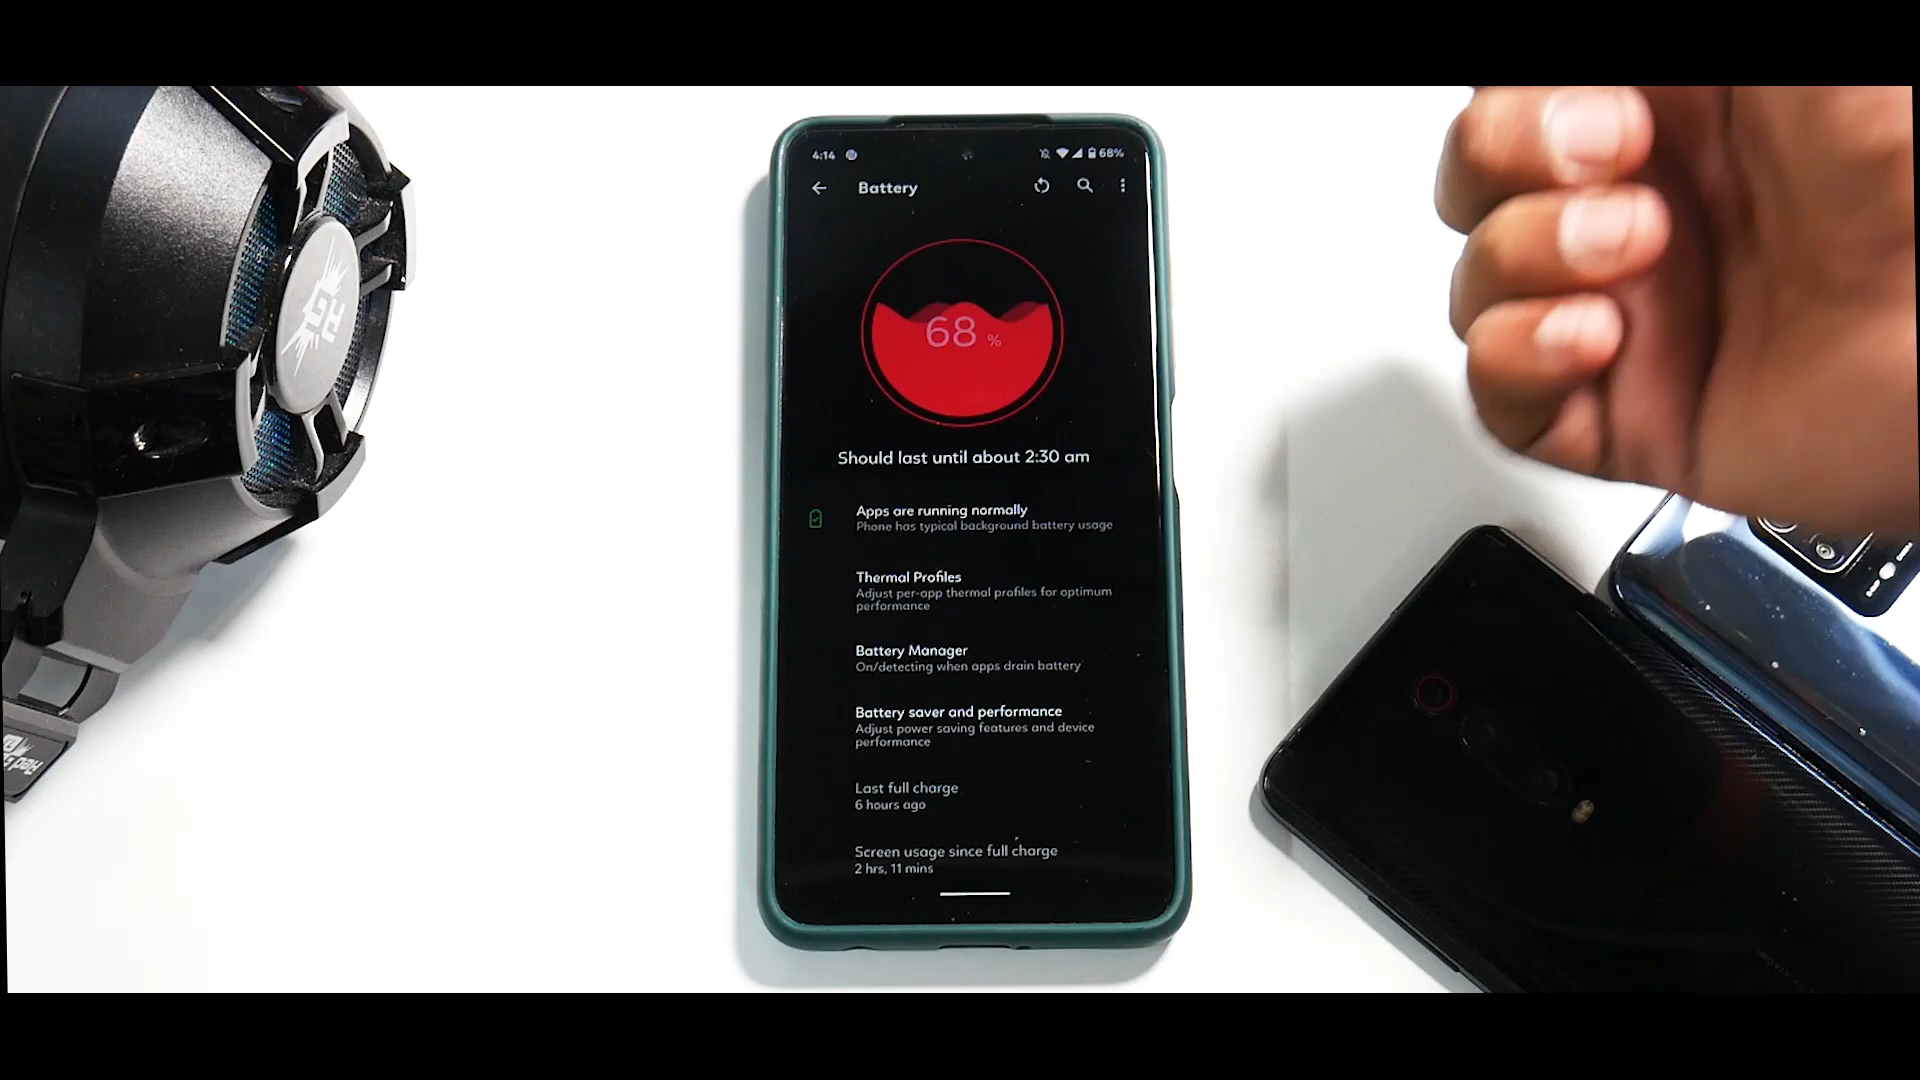 4:14
68%
Battery
68 %
Should last until about 2:30 am
Apps are running normally
Phone has typical background battery usage
Thermal Profiles
Adjust per-app thermal profiles for optimum
performance
Battery Manager
On/detecting when apps drain battery
Battery saver and performance
Adjust power saving features and device
performance
Last full charge
6 hours ago
Screen usage since full charge
2 hrs, 11 mins
XIAOMI